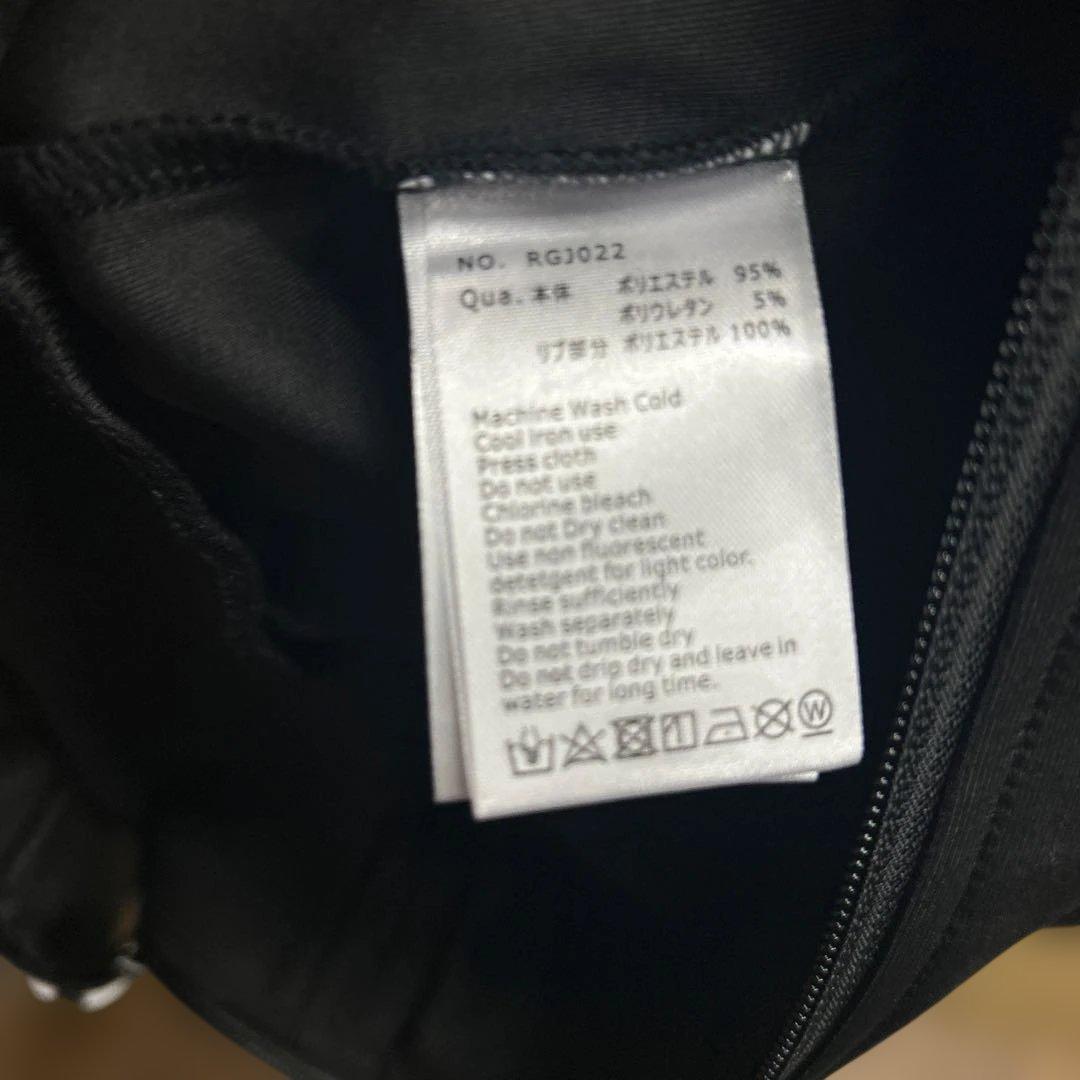 NO. RGJ022
Qua. 本体 ポリエステル 95%
ポリウレタン 5%
リブ部分 ポリエステル 100%
Machine Wash Cold
Cool iron use
Press cloth
Do not use
Chlorine bleach
Do not Dry clean
Use non fluorescent
detetgent for light color.
Rinse sufficiently
Wash separately
Do not tumble dry
Do not drip dry and leave in
water for long time.
W